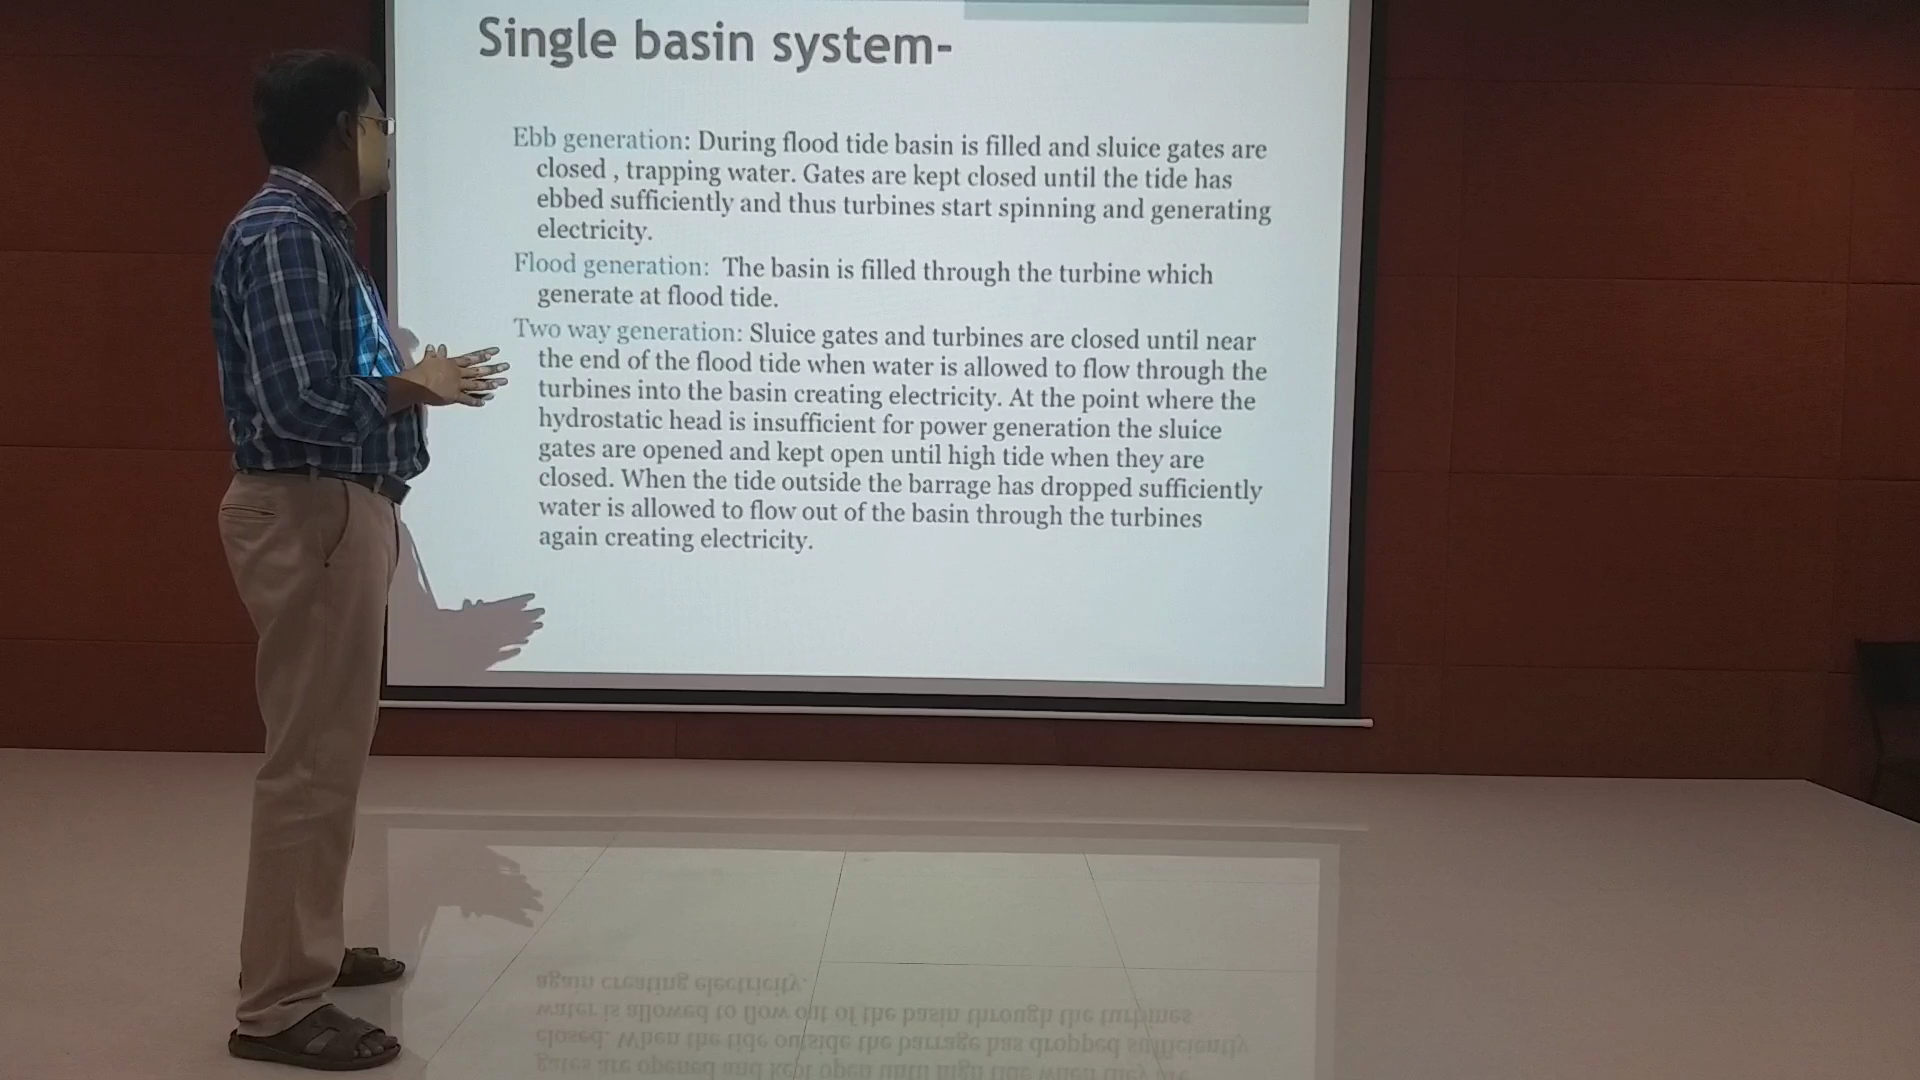 Single basin system-
Ebb generation: During flood tide basin is filled and sluice gates are
closed , trapping water. Gates are kept closed until the tide has
ebbed sufficiently and thus turbines start spinning and generating
electricity.
Flood generation: The basin is filled through the turbine which
generate at flood tide.
Two way generation: Sluice gates and turbines are closed until near
the end of the flood tide when water is allowed to flow through the
turbines into the basin creating electricity. At the point where the
hydrostatic head is insufficient for power generation the sluice
gates are opened and kept open until high tide when they are
closed. When the tide outside the barrage has dropped sufficiently
water is allowed to flow out of the basin through the turbines
again creating electricity.